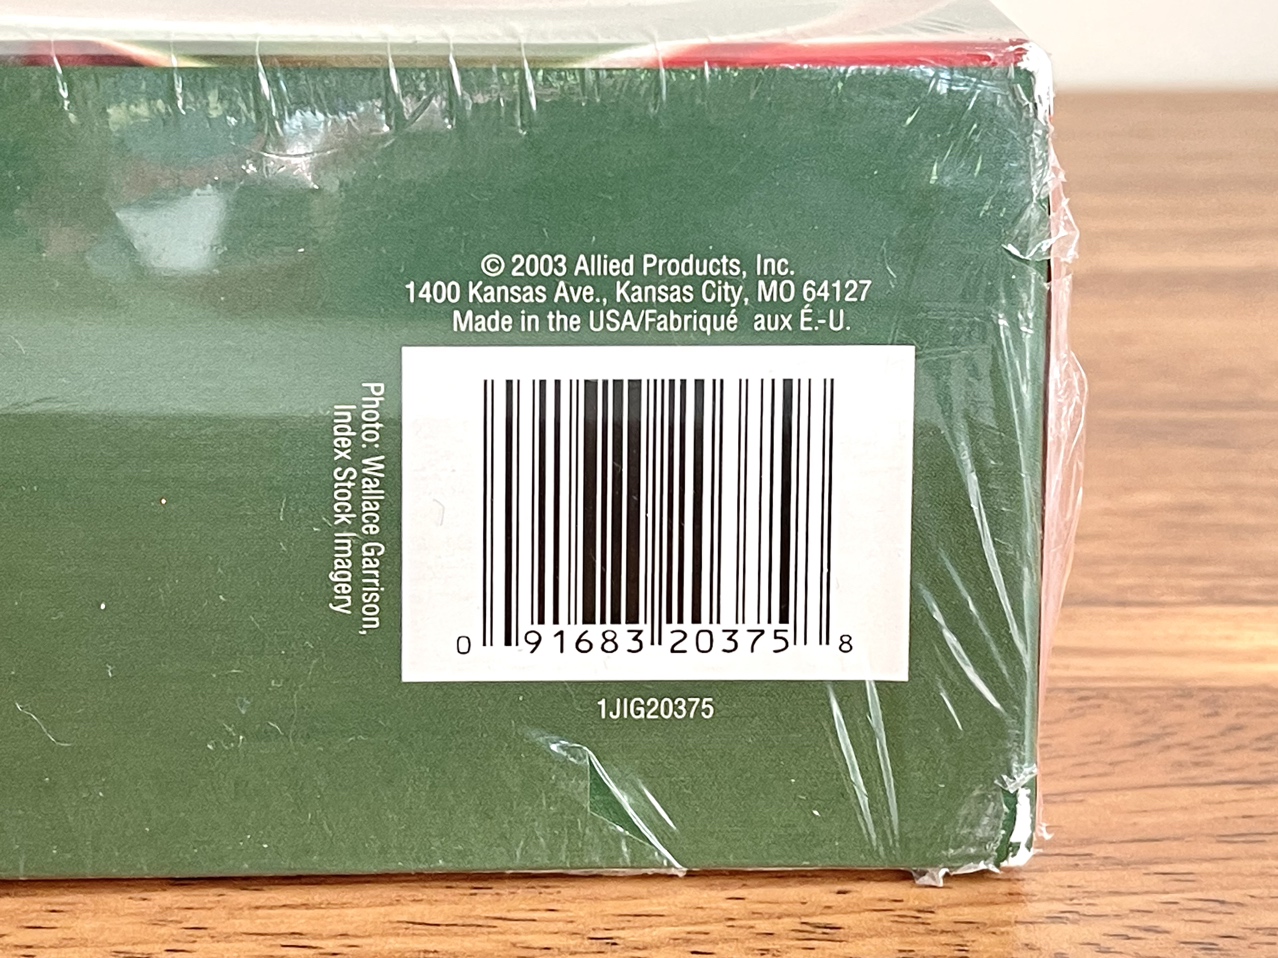 © 2003 Allied Products, Inc.
1400 Kansas Ave., Kansas City, MO 64127
Made in the USA/Fabriqué aux É.-U.
Photo: Wallace Garrison,
Index Stock Imagery
0 91683 20375 8
1JIG20375